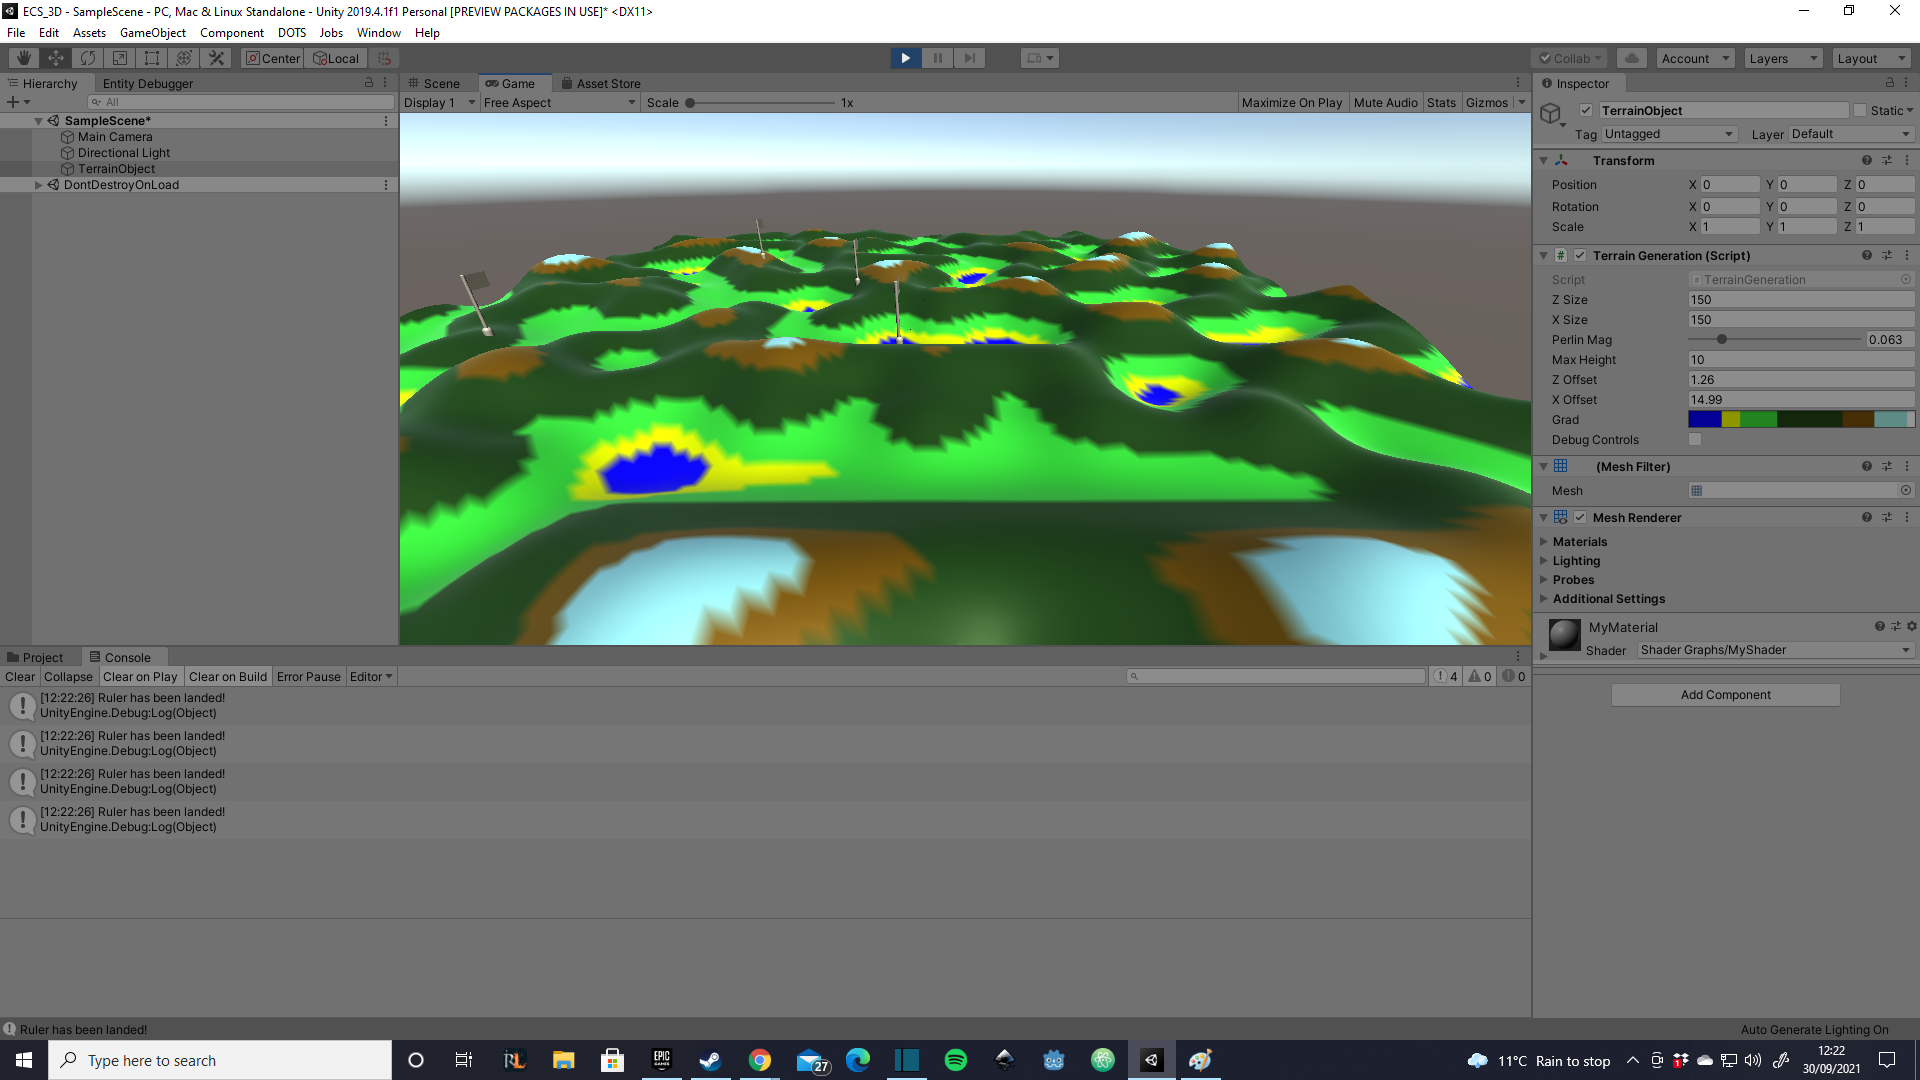 ECS_3D - SampleScene - PC, Mac & Linux Standalone - Unity 2019.4.1f1 Personal [PREVIEW PACKAGES IN USE]* <DX11>
File Edit Assets GameObject Component DOTS Jobs Window Help
Center Local Collab Account Layers Layout
Hierarchy Entity Debugger
All
SampleScene*
Main Camera
Directional Light
TerrainObject
DontDestroyOnLoad
Scene Game Asset Store
Display 1 Free Aspect Scale 1x Maximize On Play Mute Audio Stats Gizmos
Inspector
TerrainObject Static
Tag Untagged Layer Default
Transform
Position X 0 Y 0 Z 0
Rotation X 0 Y 0 Z 0
Scale X 1 Y 1 Z 1
Terrain Generation (Script)
Script TerrainGeneration
Z Size 150
X Size 150
Perlin Mag 0.063
Max Height 10
Z Offset 1.26
X Offset 14.99
Grad
Debug Controls
(Mesh Filter)
Mesh
Mesh Renderer
Materials
Lighting
Probes
Additional Settings
MyMaterial
Shader Shader Graphs/MyShader
Add Component
Project Console
Clear Collapse Clear on Play Clear on Build Error Pause Editor 4 0 0
[12:22:26] Ruler has been landed!
UnityEngine.Debug:Log(Object)
[12:22:26] Ruler has been landed!
UnityEngine.Debug:Log(Object)
[12:22:26] Ruler has been landed!
UnityEngine.Debug:Log(Object)
[12:22:26] Ruler has been landed!
UnityEngine.Debug:Log(Object)
Ruler has been landed!
Auto Generate Lighting On
Type here to search
RL
EPIC GAMES
27
11°C Rain to stop
1
12:22
30/09/2021